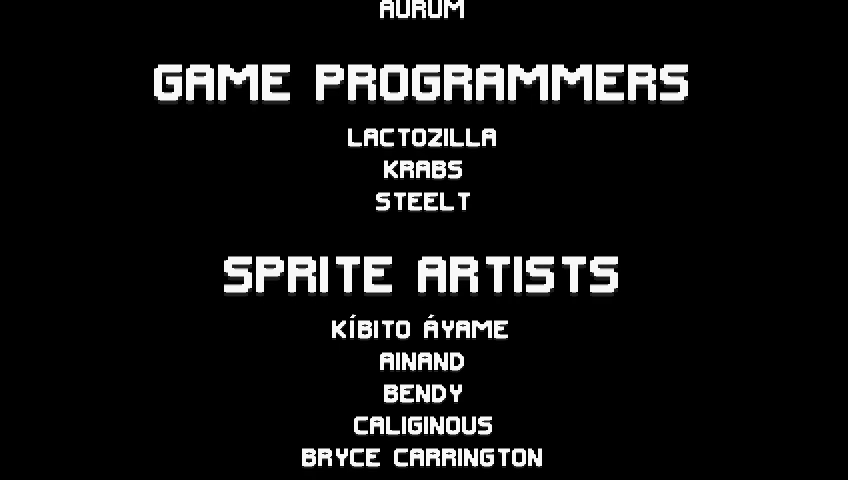 AURUM
GAME PROGRAMMERS
LACTOZILLA
KRABS
STEELT
SPRITE ARTISTS
KÍBITO ÁYAME
AINAND
BENDY
CALIGINOUS
BRYCE CARRINGTON